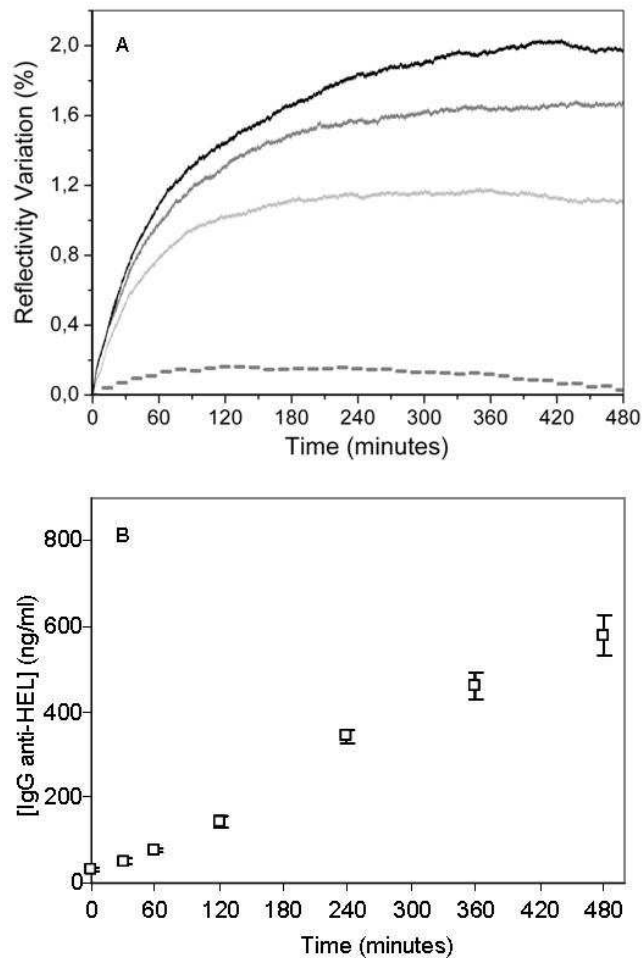 A
Reflectivity Variation (%)
2,0
1,6
1,2
0,8
0,4
0,0
0 60 120 180 240 300 360 420 480
Time (minutes)
B
[IgG anti-HEL] (ng/ml)
800
600
400
200
0
0 60 120 180 240 300 360 420 480
Time (minutes)